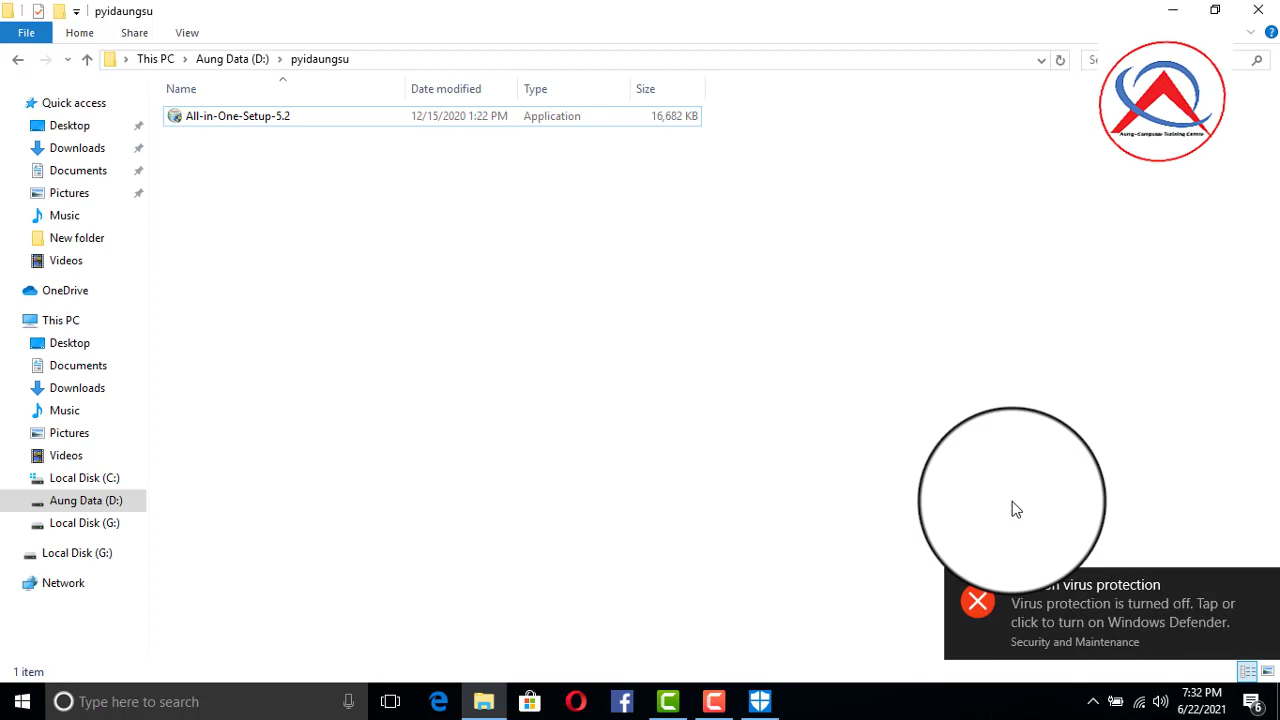 pyidaungsu
File Home Share View
This PC Aung Data (D:) pyidaungsu
Name Date modified Type Size
All-in-One-Setup-5.2 12/15/2020 1:22 PM Application 16,682 KB
Aung-Computer Training Centre
Quick access
Desktop
Downloads
Documents
Pictures
Music
New folder
Videos
OneDrive
This PC
Desktop
Documents
Downloads
Music
Pictures
Videos
Local Disk (C:)
Aung Data (D:)
Local Disk (G:)
Local Disk (G:)
Network
virus protection
Virus protection is turned off. Tap or
click to turn on Windows Defender.
Security and Maintenance
1 item
Type here to search
7:32 PM
6/22/2021
6